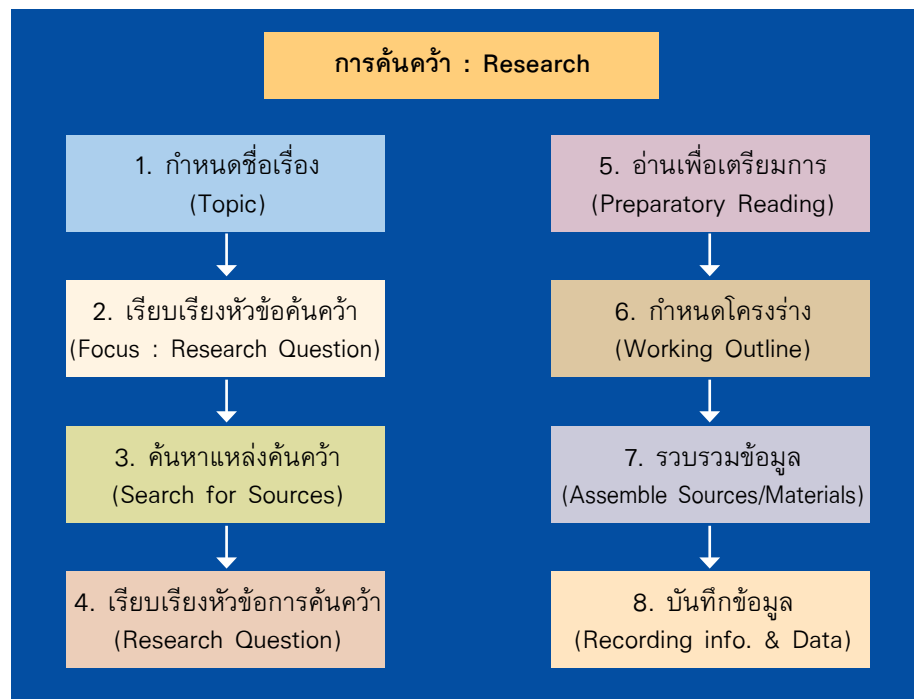 การค้นคว้า : Research
1. กำหนดชื่อเรื่อง
(Topic)
2. เรียบเรียงหัวข้อค้นคว้า
(Focus : Research Question)
3. ค้นหาแหล่งค้นคว้า
(Search for Sources)
4. เรียบเรียงหัวข้อการค้นคว้า
(Research Question)
5. อ่านเพื่อเตรียมการ
(Preparatory Reading)
6. กำหนดโครงร่าง
(Working Outline)
7. รวบรวมข้อมูล
(Assemble Sources/Materials)
8. บันทึกข้อมูล
(Recording info. & Data)